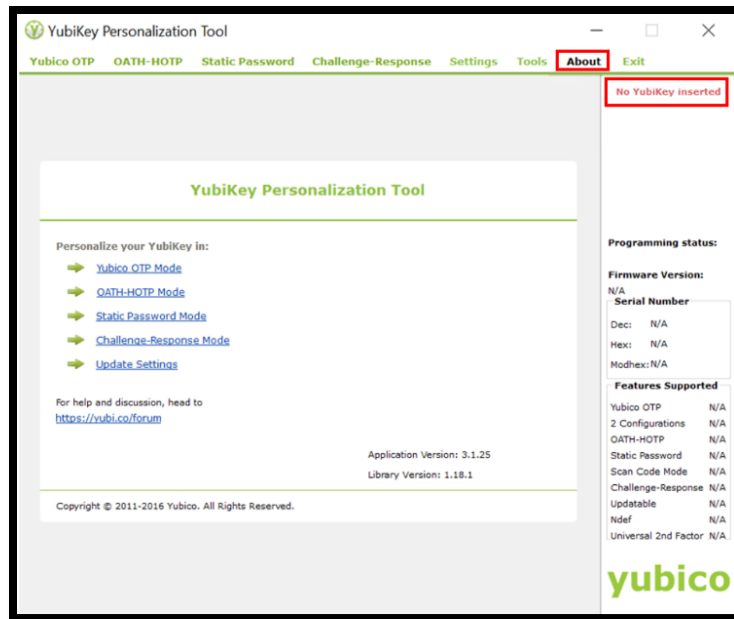 YubiKey Personalization Tool
Yubico OTP OATH-HOTP Static Password Challenge-Response Settings Tools About Exit
No YubiKey inserted
YubiKey Personalization Tool
Personalize your YubiKey in:
Yubico OTP Mode
OATH-HOTP Mode
Static Password Mode
Challenge-Response Mode
Update Settings
For help and discussion, head to
https://yubi.co/forum
Application Version: 3.1.25
Library Version: 1.18.1
Copyright © 2011-2016 Yubico. All Rights Reserved.
Programming status:
Firmware Version:
N/A
Serial Number
Dec: N/A
Hex: N/A
Modhex: N/A
Features Supported
Yubico OTP N/A
2 Configurations N/A
OATH-HOTP N/A
Static Password N/A
Scan Code Mode N/A
Challenge-Response N/A
Updatable N/A
Ndef N/A
Universal 2nd Factor N/A
yubico